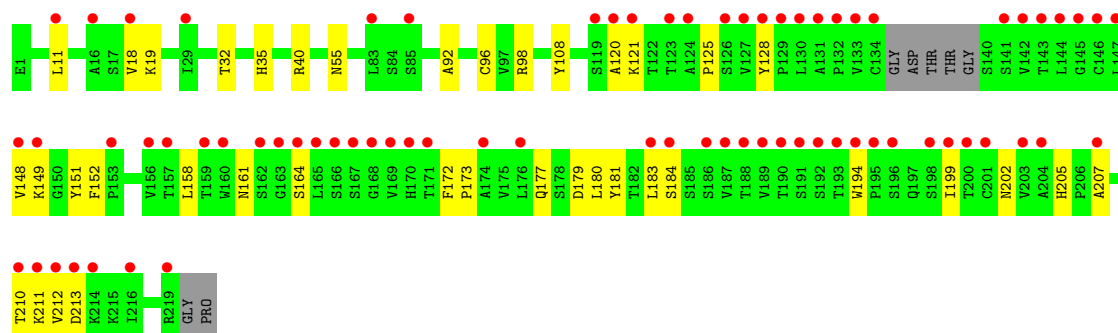 E1 L11 A16 S17 V18 K19 I29 T32 H35 R40 N55 L83 S84 S85 A92 C96 V97 R98 Y108 S119 A120 K121 T122 T123 A124 P125 S126 V127 Y128 P129 L130 A131 P132 V133 C134 GLY ASP THR THR GLY S140 S141 V142 T143 L144 G145 C146 L147
V148 K149 G150 Y151 F152 P153 V156 T157 L158 T159 W160 N161 S162 G163 S164 L165 S166 S167 G168 V169 H170 T171 F172 P173 A174 V175 L176 Q177 S178 D179 L180 Y181 T182 L183 S184 S185 S186 V187 T188 V189 T190 S191 S192 T193 W194 P195 S196 Q197 S198 I199 T200 C201 N202 V203 A204 H205 P206 A207
T210 K211 V212 D213 K214 K215 I216 R219 GLY PRO